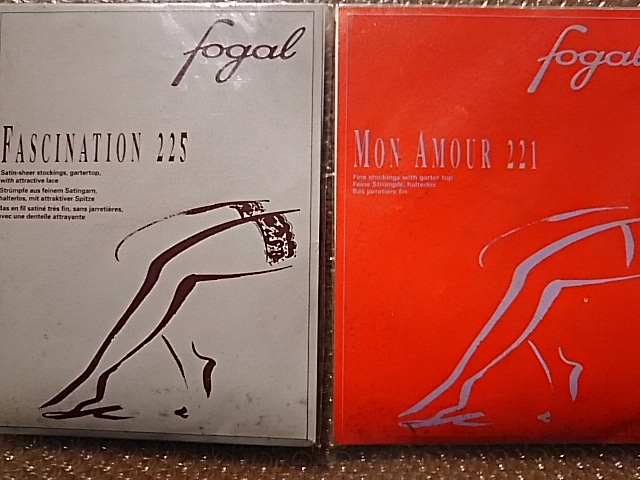 fogal
FASCINATION 225
Satin-sheer stockings, gartertop,
with attractive lace
Strümpfe aus feinem Satingarn,
halterlos, mit attraktiver Spitze
Bas en fil satiné très fin, sans jarretières,
avec une dentelle attrayante
fogal
MON AMOUR 221
Fine stockings with garter top
Feine Strümpfe, halterlos
Bas jarretière fin